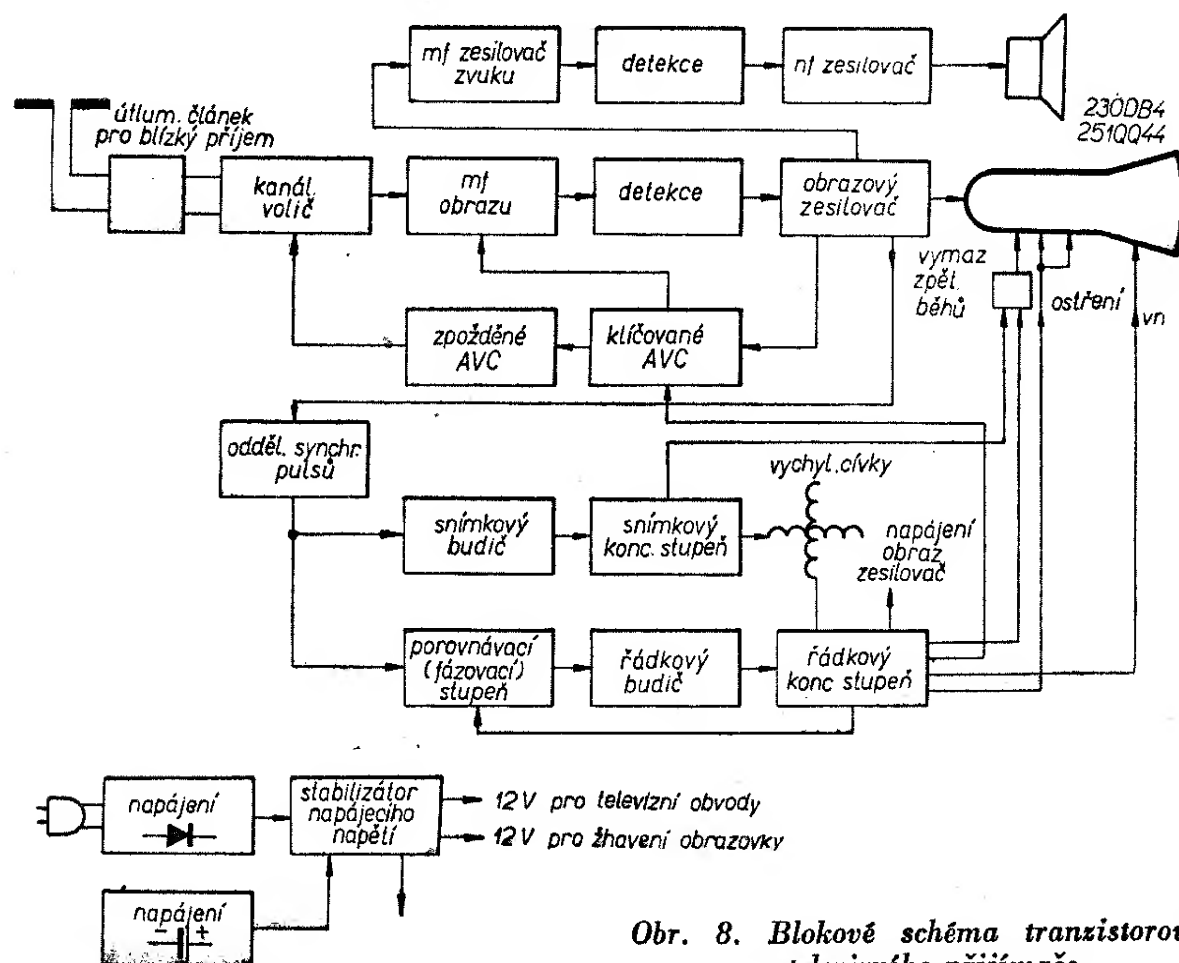 mf zesilovač
zvuku
detekce
nf zesilovač
230DB4
251QQ44
útlum. článek
pro blízký příjem
kanál.
volič
mf
obrazu
detekce
obrazový
zesilovač
vymaz
zpět.
běhů
ostření
vn
zpožděné
AVC
klíčované
AVC
odděl. synchr.
pulsů
vychyl. cívky
snímkový
budič
snímkový
konc. stupeň
napájení
obraz
zesilovač
porovnávací
(fázovací)
stupeň
řádkový
budič
řádkový
konc stupeň
napájení
stabilizátor
napájecího
napětí
12V pro televizní obvody
12V pro žhavení obrazovky
napájení
- +
Obr. 8. Blokové schéma tranzistorov